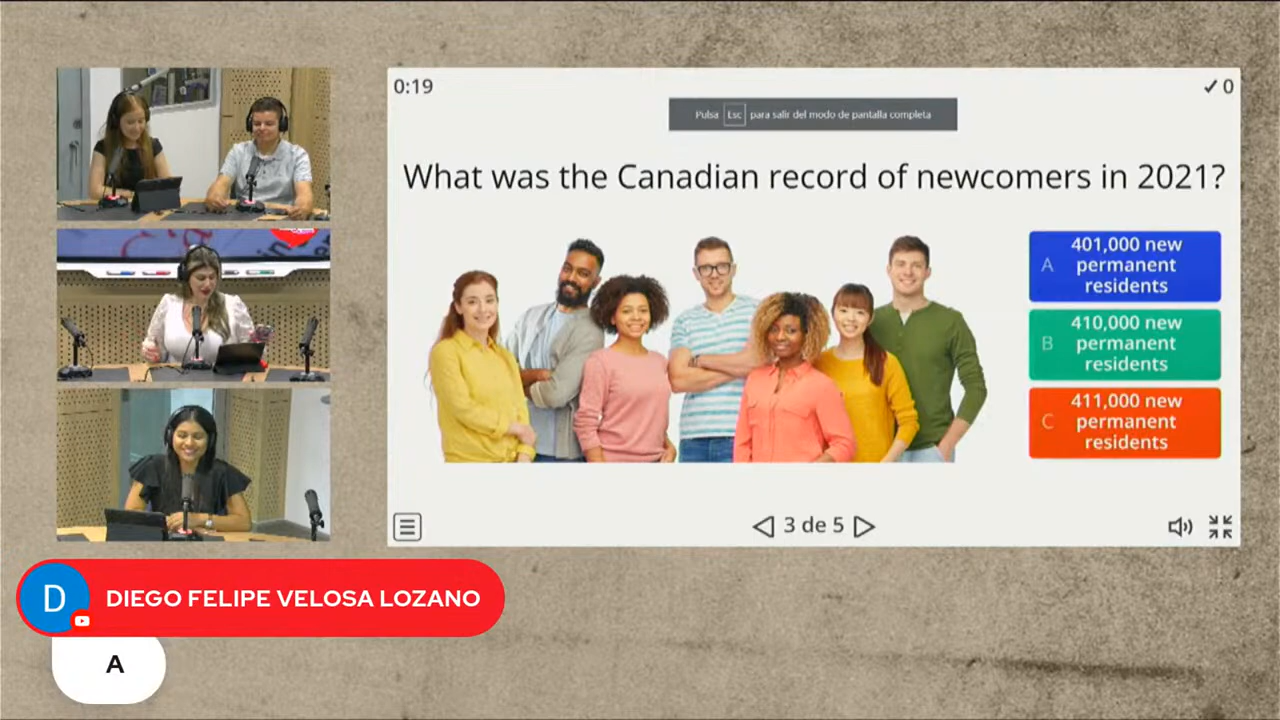 0:19
✓ 0
Pulsa Esc para salir del modo de pantalla completa
What was the Canadian record of newcomers in 2021?
A
401,000 new
permanent
residents
B
410,000 new
permanent
residents
C
411,000 new
permanent
residents
3 de 5
D
DIEGO FELIPE VELOSA LOZANO
A